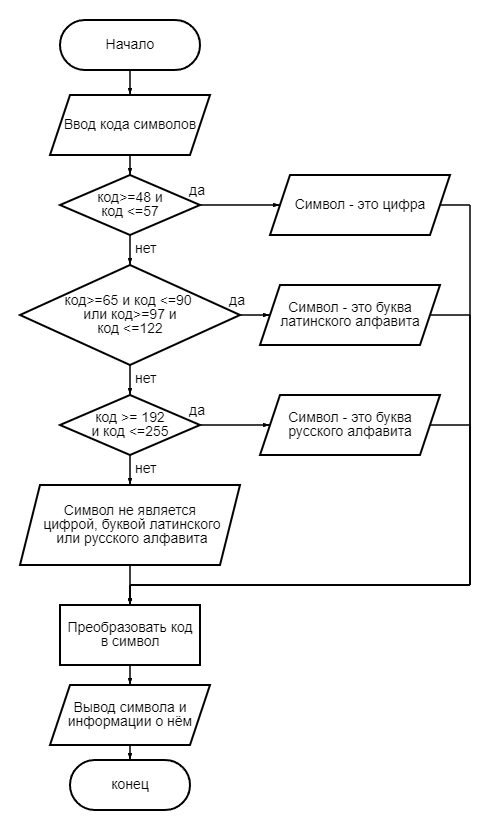 Начало
Ввод кода символов
код>=48 и
код <=57
да
Символ - это цифра
нет
код>=65 и код <=90
или код>=97 и
код <=122
да
Символ - это буква
латинского алфавита
нет
код >= 192
и код <=255
да
Символ - это буква
русского алфавита
нет
Символ не является
цифрой, буквой латинского
или русского алфавита
Преобразовать код
в символ
Вывод символа и
информации о нём
конец